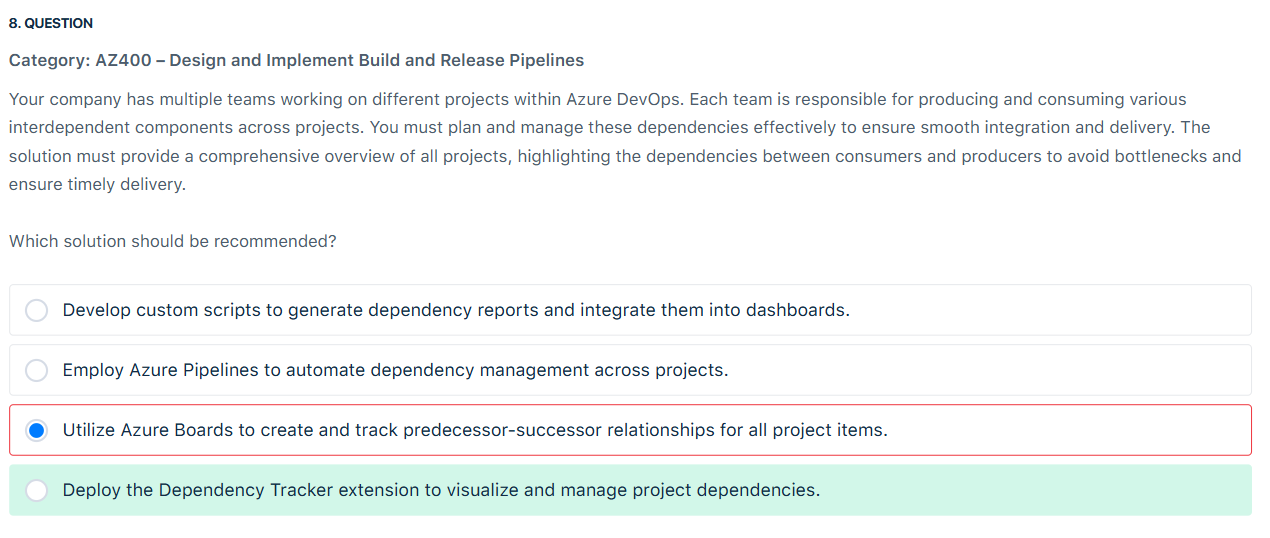 8. QUESTION
Category: AZ400 – Design and Implement Build and Release Pipelines
Your company has multiple teams working on different projects within Azure DevOps. Each team is responsible for producing and consuming various
interdependent components across projects. You must plan and manage these dependencies effectively to ensure smooth integration and delivery. The
solution must provide a comprehensive overview of all projects, highlighting the dependencies between consumers and producers to avoid bottlenecks and
ensure timely delivery.
Which solution should be recommended?
Develop custom scripts to generate dependency reports and integrate them into dashboards.
Employ Azure Pipelines to automate dependency management across projects.
Utilize Azure Boards to create and track predecessor-successor relationships for all project items.
Deploy the Dependency Tracker extension to visualize and manage project dependencies.